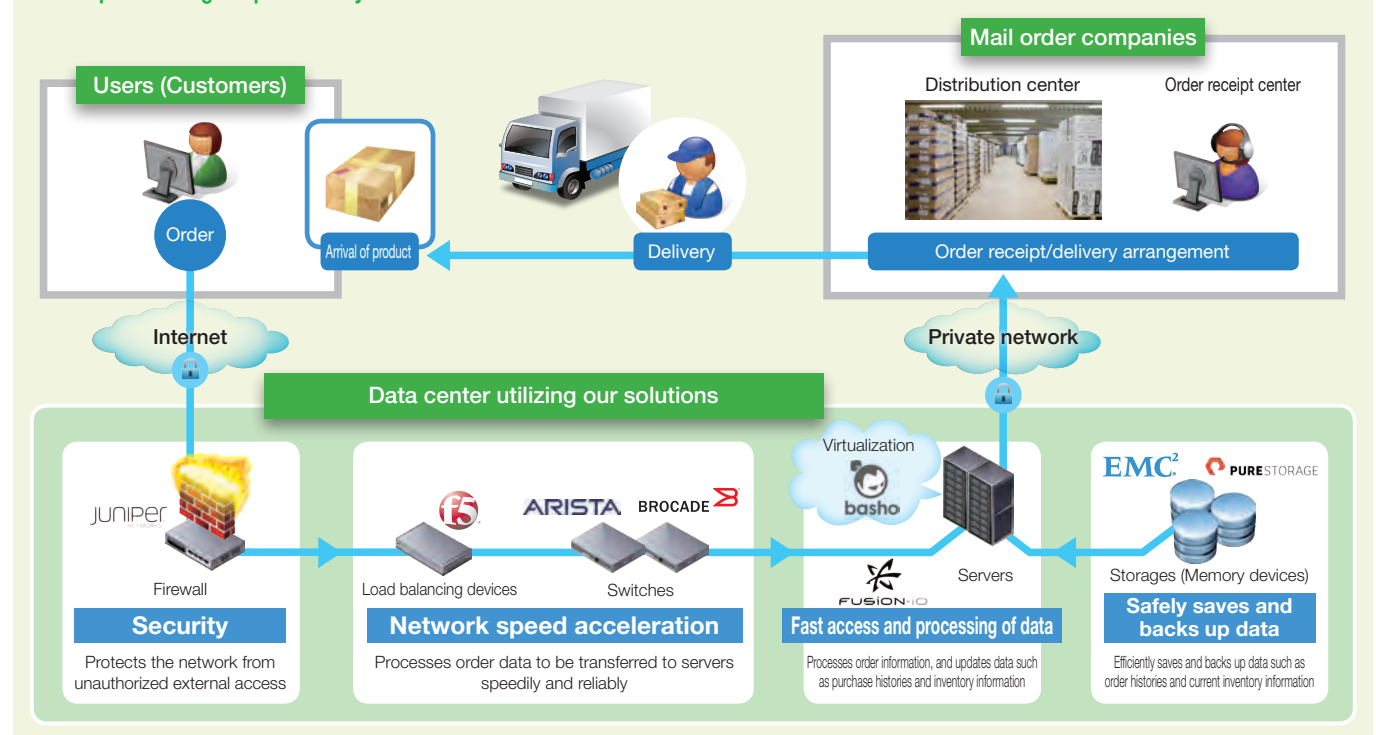 Mail order companies
Users (Customers)
Distribution center
Order receipt center
Order
Arrival of product
Delivery
Order receipt/delivery arrangement
Internet
Private network
Data center utilizing our solutions
JUNIPER
NETWORKS
Firewall
Security
Protects the network from
unauthorized external access
f5
ARISTA
BROCADE
Load balancing devices
Switches
Network speed acceleration
Processes order data to be transferred to servers
speedily and reliably
Virtualization
basho
FUSiON-iO
Servers
Fast access and processing of data
Processes order information, and updates data such
as purchase histories and inventory information
EMC²
PURESTORAGE
Storages (Memory devices)
Safely saves and
backs up data
Efficiently saves and backs up data such as
order histories and current inventory information